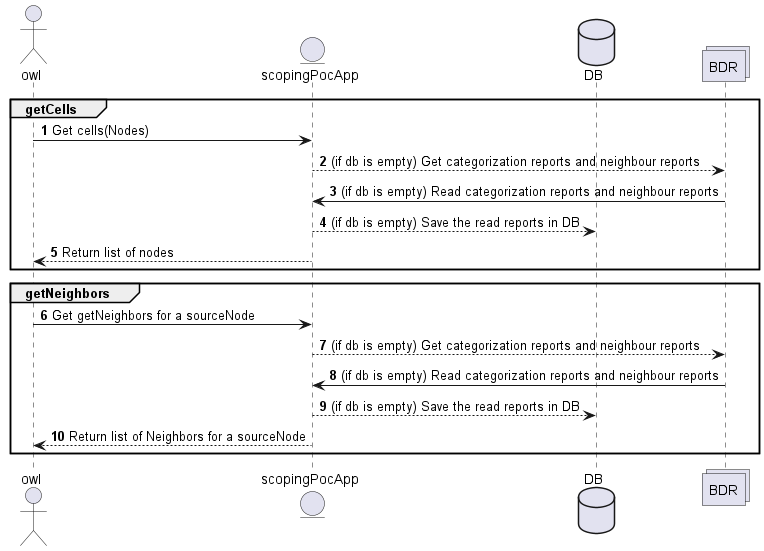 owl
scopingPocApp
DB
BDR
getCells
1 Get cells(Nodes)
2 (if db is empty) Get categorization reports and neighbour reports
3 (if db is empty) Read categorization reports and neighbour reports
4 (if db is empty) Save the read reports in DB
5 Return list of nodes
getNeighbors
6 Get getNeighbors for a sourceNode
7 (if db is empty) Get categorization reports and neighbour reports
8 (if db is empty) Read categorization reports and neighbour reports
9 (if db is empty) Save the read reports in DB
10 Return list of Neighbors for a sourceNode
owl
scopingPocApp
DB
BDR